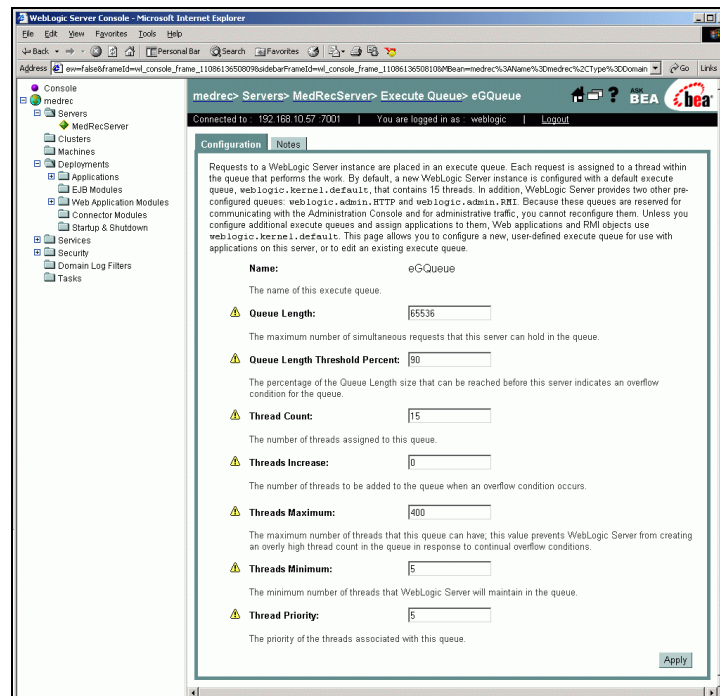 WebLogic Server Console - Microsoft Internet Explorer
File Edit View Favorites Tools Help
Back Personal Bar Search Favorites
Address ew=false&frameId=wl_console_frame_1108613650809&sidebarFrameId=wl_console_frame_1108613650810&MBean=medrec%3AName%3Dmedrec%2CType%3DDomain Go Links
Console
medrec
Servers
MedRecServer
Clusters
Machines
Deployments
Applications
EJB Modules
Web Application Modules
Connector Modules
Startup & Shutdown
Services
Security
Domain Log Filters
Tasks
medrec> Servers> MedRecServer> Execute Queue> eGQueue
? ASK BEA bea
Connected to : 192.168.10.57 :7001 | You are logged in as : weblogic | Logout
Configuration Notes
Requests to a WebLogic Server instance are placed in an execute queue. Each request is assigned to a thread within
the queue that performs the work. By default, a new WebLogic Server instance is configured with a default execute
queue, weblogic.kernel.default, that contains 15 threads. In addition, WebLogic Server provides two other pre-
configured queues: weblogic.admin.HTTP and weblogic.admin.RMI. Because these queues are reserved for
communicating with the Administration Console and for administrative traffic, you cannot reconfigure them. Unless you
configure additional execute queues and assign applications to them, Web applications and RMI objects use
weblogic.kernel.default. This page allows you to configure a new, user-defined execute queue for use with
applications on this server, or to edit an existing execute queue.
Name: eGQueue
The name of this execute queue.
Queue Length: 65536
The maximum number of simultaneous requests that this server can hold in the queue.
Queue Length Threshold Percent: 90
The percentage of the Queue Length size that can be reached before this server indicates an overflow
condition for the queue.
Thread Count: 15
The number of threads assigned to this queue.
Threads Increase: 0
The number of threads to be added to the queue when an overflow condition occurs.
Threads Maximum: 400
The maximum number of threads that this queue can have; this value prevents WebLogic Server from creating
an overly high thread count in the queue in response to continual overflow conditions.
Threads Minimum: 5
The minimum number of threads that WebLogic Server will maintain in the queue.
Thread Priority: 5
The priority of the threads associated with this queue.
Apply